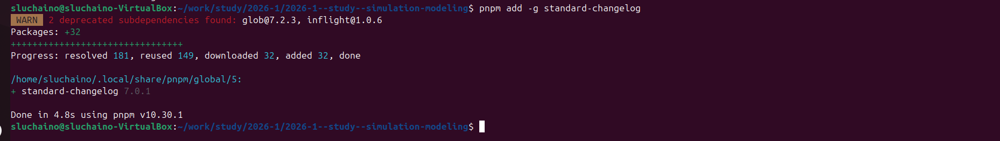 sluchaino@sluchaino-VirtualBox:~/work/study/2026-1/2026-1--study--simulation-modeling$ pnpm add -g standard-changelog
WARN 2 deprecated subdependencies found: glob@7.2.3, inflight@1.0.6
Packages: +32
++++++++++++++++++++++++++++++++
Progress: resolved 181, reused 149, downloaded 32, added 32, done
/home/sluchaino/.local/share/pnpm/global/5:
+ standard-changelog 7.0.1
Done in 4.8s using pnpm v10.30.1
sluchaino@sluchaino-VirtualBox:~/work/study/2026-1/2026-1--study--simulation-modeling$